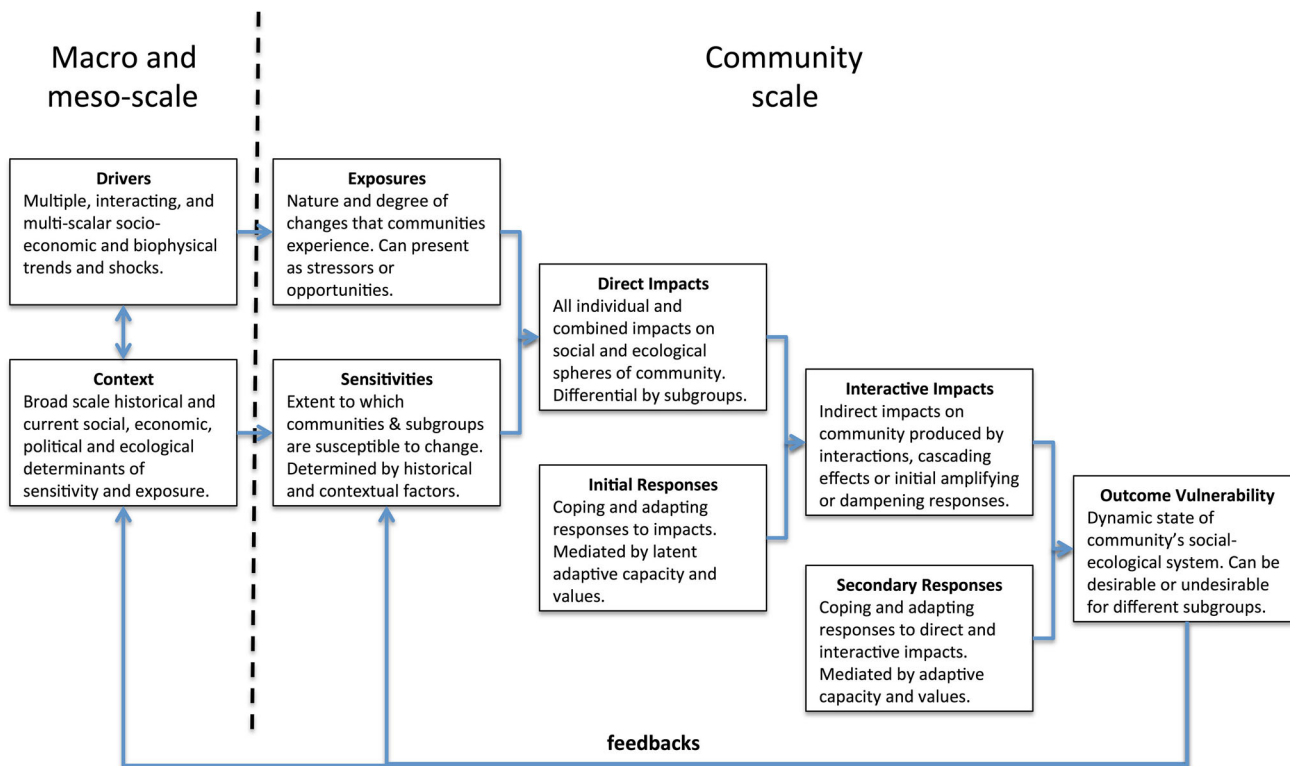 Macro and
meso-scale
Community
scale
Drivers
Multiple, interacting, and
multi-scalar socio-
economic and biophysical
trends and shocks.
Exposures
Nature and degree of
changes that communities
experience. Can present
as stressors or
opportunities.
Context
Broad scale historical and
current social, economic,
political and ecological
determinants of
sensitivity and exposure.
Sensitivities
Extent to which
communities & subgroups
are susceptible to change.
Determined by historical
and contextual factors.
Direct Impacts
All individual and
combined impacts on
social and ecological
spheres of community.
Differential by subgroups.
Initial Responses
Coping and adapting
responses to impacts.
Mediated by latent
adaptive capacity and
values.
Interactive Impacts
Indirect impacts on
community produced by
interactions, cascading
effects or initial amplifying
or dampening responses.
Secondary Responses
Coping and adapting
responses to direct and
interactive impacts.
Mediated by adaptive
capacity and values.
Outcome Vulnerability
Dynamic state of
community’s social-
ecological system. Can be
desirable or undesirable
for different subgroups.
feedbacks